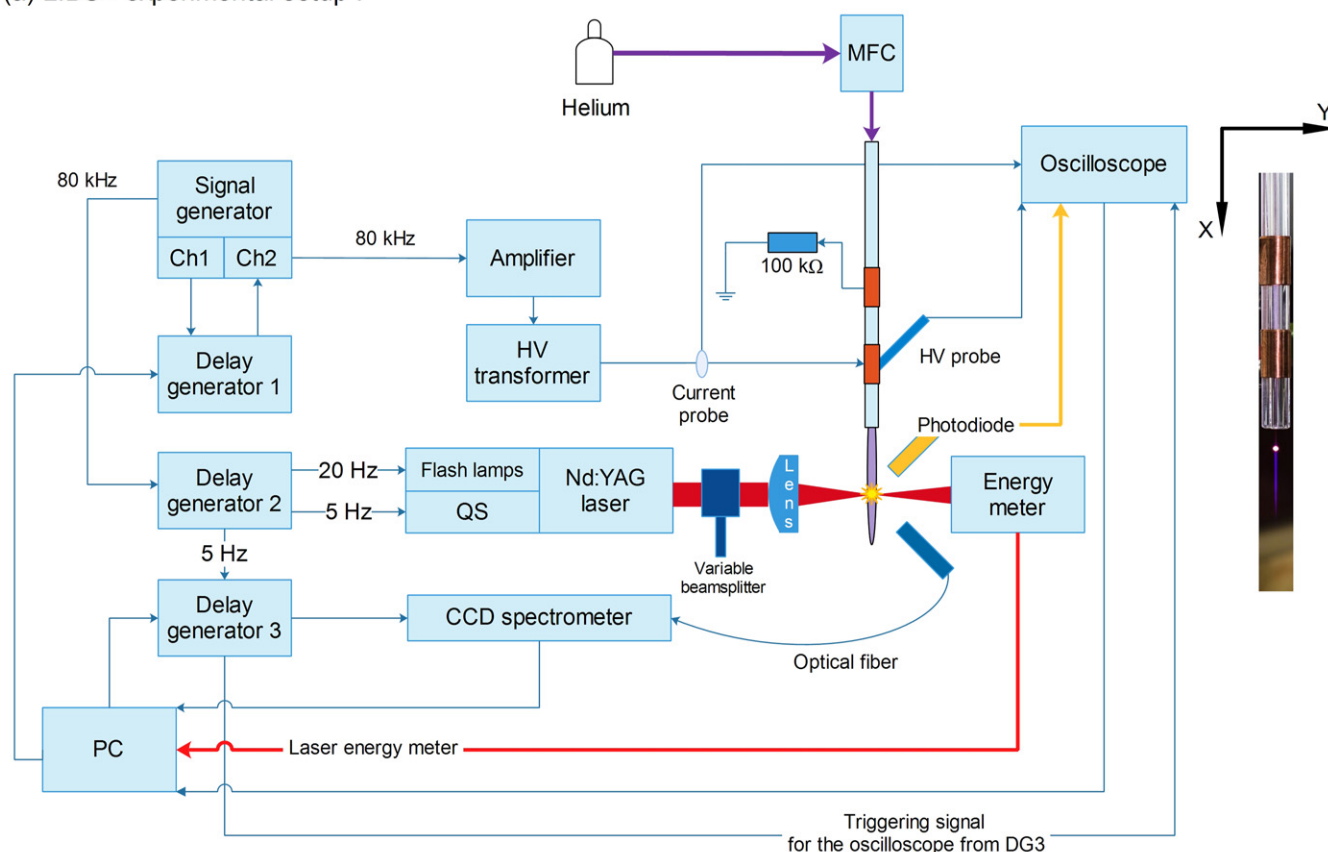 Helium
MFC
Y
X
80 kHz
Signal
generator
Ch1
Ch2
80 kHz
Amplifier
Oscilloscope
100 kΩ
Delay
generator 1
HV
transformer
Current
probe
HV probe
Photodiode
Delay
generator 2
20 Hz
5 Hz
Flash lamps
QS
Nd:YAG
laser
Lens
Energy
meter
Variable
beamsplitter
5 Hz
Delay
generator 3
CCD spectrometer
Optical fiber
PC
Laser energy meter
Triggering signal
for the oscilloscope from DG3